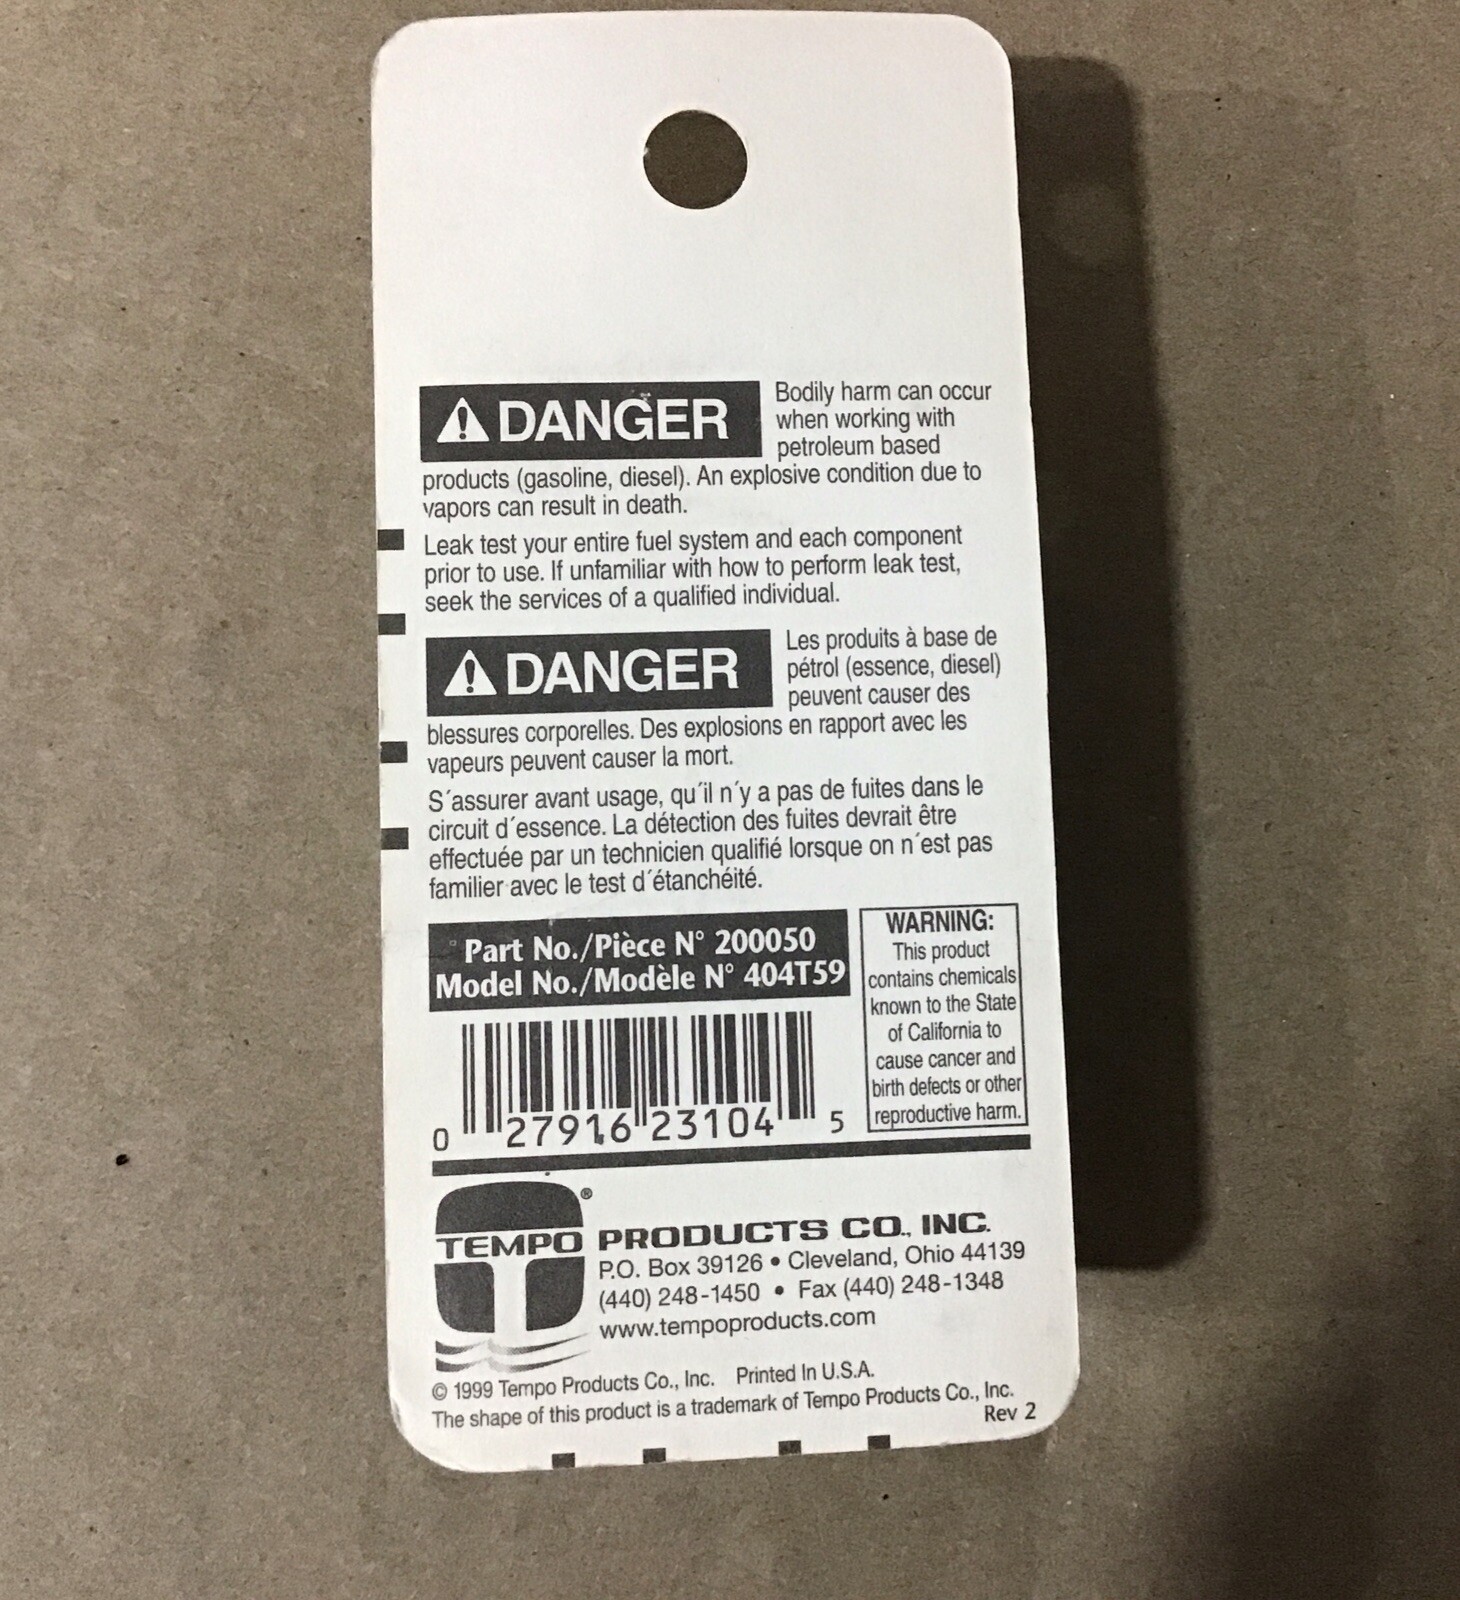 DANGER
Bodily harm can occur
when working with
petroleum based
products (gasoline, diesel). An explosive condition due to
vapors can result in death.
Leak test your entire fuel system and each component
prior to use. If unfamiliar with how to perform leak test,
seek the services of a qualified individual.
DANGER
Les produits à base de
pétrol (essence, diesel)
peuvent causer des
blessures corporelles. Des explosions en rapport avec les
vapeurs peuvent causer la mort.
S´assurer avant usage, qu´il n´y a pas de fuites dans le
circuit d´essence. La détection des fuites devrait être
effectuée par un technicien qualifié lorsque on n´est pas
familier avec le test d´étanchéité.
Part No./Pièce N° 200050
Model No./Modèle N° 404T59
WARNING:
This product
contains chemicals
known to the State
of California to
cause cancer and
birth defects or other
reproductive harm.
0 27916 23104 5
TEMPO® PRODUCTS CO., INC.
P.O. Box 39126 • Cleveland, Ohio 44139
(440) 248-1450 • Fax (440) 248-1348
www.tempoproducts.com
© 1999 Tempo Products Co., Inc. Printed In U.S.A.
The shape of this product is a trademark of Tempo Products Co., Inc.
Rev 2